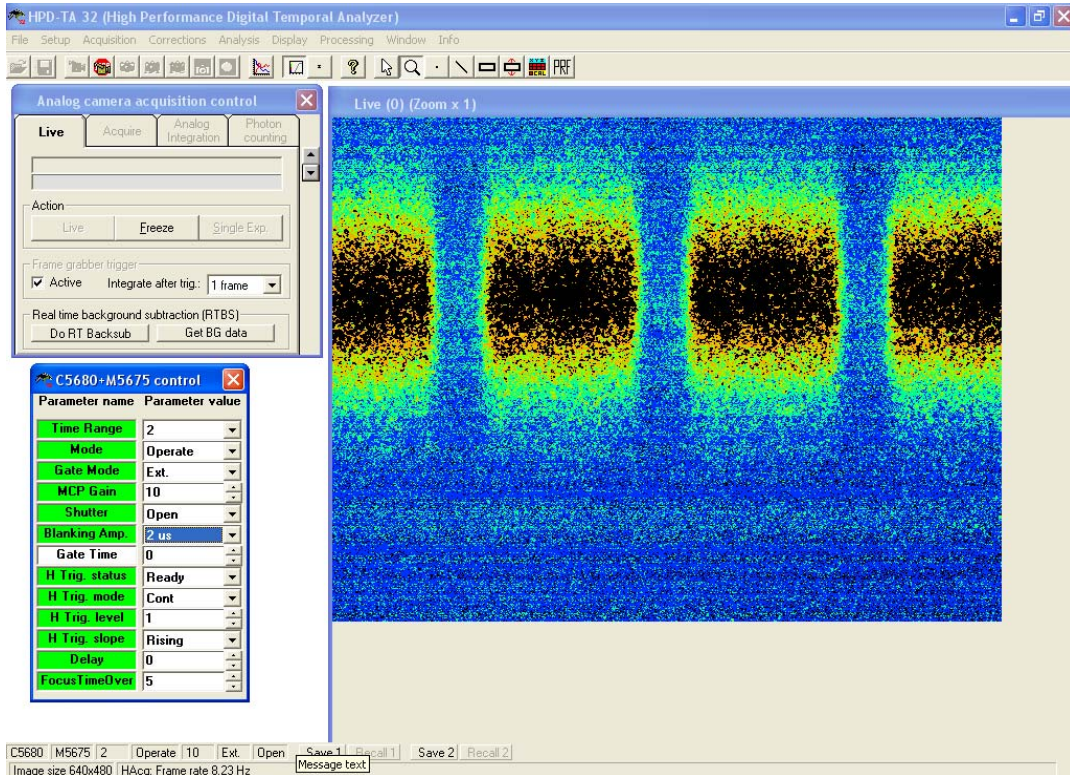 HPD-TA 32 (High Performance Digital Temporal Analyzer)
File Setup Acquisition Corrections Analysis Display Processing Window Info
X.Y.Z CAL PRF
Analog camera acquisition control
Live (0) (Zoom x 1)
Live Acquire Analog Integration Photon counting
Action
Live Freeze Single Exp.
Frame grabber trigger
Active Integrate after trig.: 1 frame
Real time background subtraction (RTBS)
Do RT Backsub Get BG data
C5680+M5675 control
Parameter name Parameter value
Time Range 2
Mode Operate
Gate Mode Ext.
MCP Gain 10
Shutter Open
Blanking Amp. 2 us
Gate Time 0
H Trig. status Ready
H Trig. mode Cont
H Trig. level 1
H Trig. slope Rising
Delay 0
FocusTimeOver 5
C5680 M5675 2 Operate 10 Ext. Open Save 1 Recall 1 Save 2 Recall 2
Message text
Image size 640x480 HAcq: Frame rate 8.23 Hz